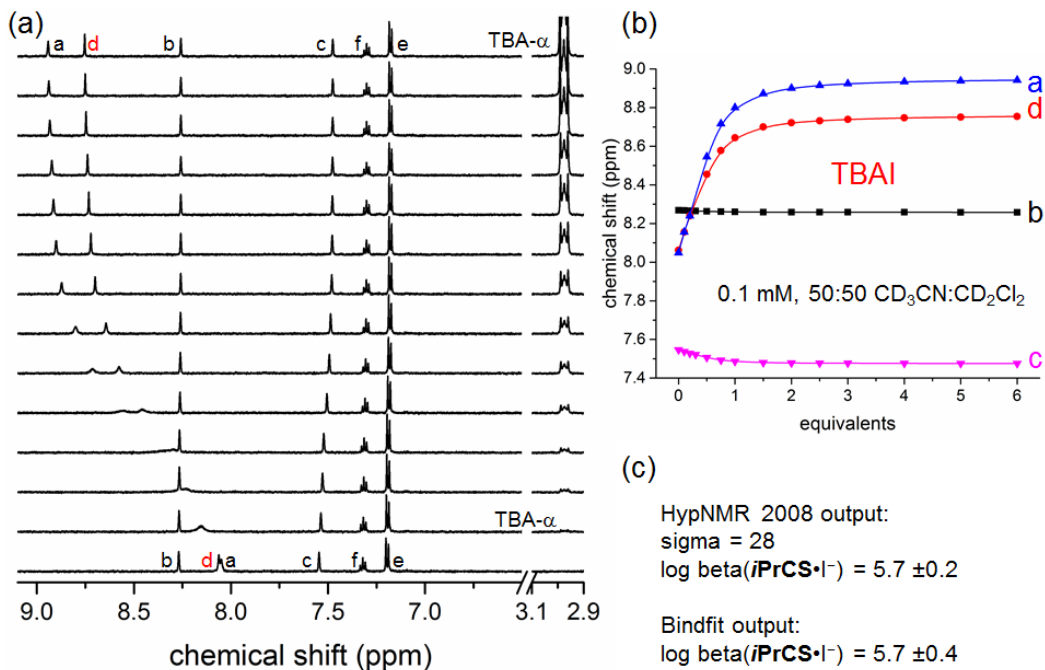 (a)
a d b c f e TBA-α
TBA-α
b d a c f e
9.0 8.5 8.0 7.5 7.0 3.1 2.9
chemical shift (ppm)
(b)
chemical shift (ppm)
9.0
8.8
8.6
8.4
8.2
8.0
7.8
7.6
7.4
a
d
TBAI
b
0.1 mM, 50:50 CD₃CN:CD₂Cl₂
c
0 1 2 3 4 5 6
equivalents
(c)
HypNMR 2008 output:
sigma = 28
log beta(iPrCS•I⁻) = 5.7 ±0.2
Bindfit output:
log beta(iPrCS•I⁻) = 5.7 ±0.4